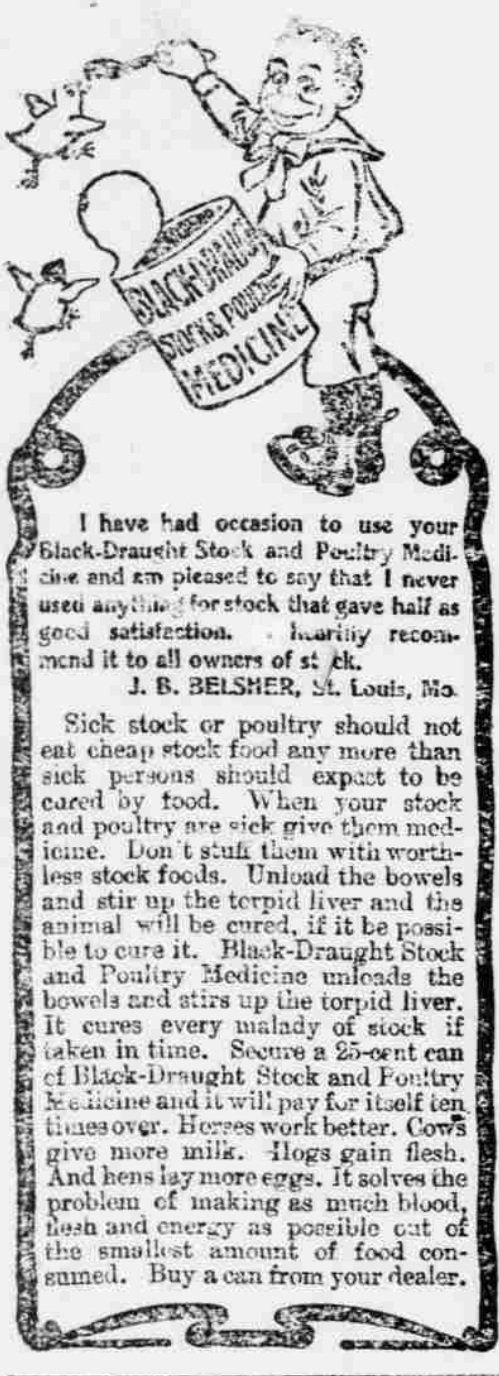 BLACK-DRAUGH
STOCK & POULT
MEDICINE
I have had occasion to use your
Black-Draught Stock and Poultry Medi-
cine and am pleased to say that I never
used anything for stock that gave half as
good satisfaction. heartily recom-
mend it to all owners of stock.
J. B. BELSHER, St. Louis, Mo.
Sick stock or poultry should not
eat cheap stock food any more than
sick persons should expect to be
cured by food. When your stock
and poultry are sick give them med-
icine. Don't stuff them with worth-
less stock foods. Unload the bowels
and stir up the torpid liver and the
animal will be cured, if it be possi-
ble to cure it. Black-Draught Stock
and Poultry Medicine unloads the
bowels and stirs up the torpid liver.
It cures every malady of stock if
taken in time. Secure a 25-cent can
of Black-Draught Stock and Poultry
Medicine and it will pay for itself ten
times over. Horses work better. Cows
give more milk. Hogs gain flesh.
And hens lay more eggs. It solves the
problem of making as much blood,
flesh and energy as possible out of
the smallest amount of food con-
sumed. Buy a can from your dealer.